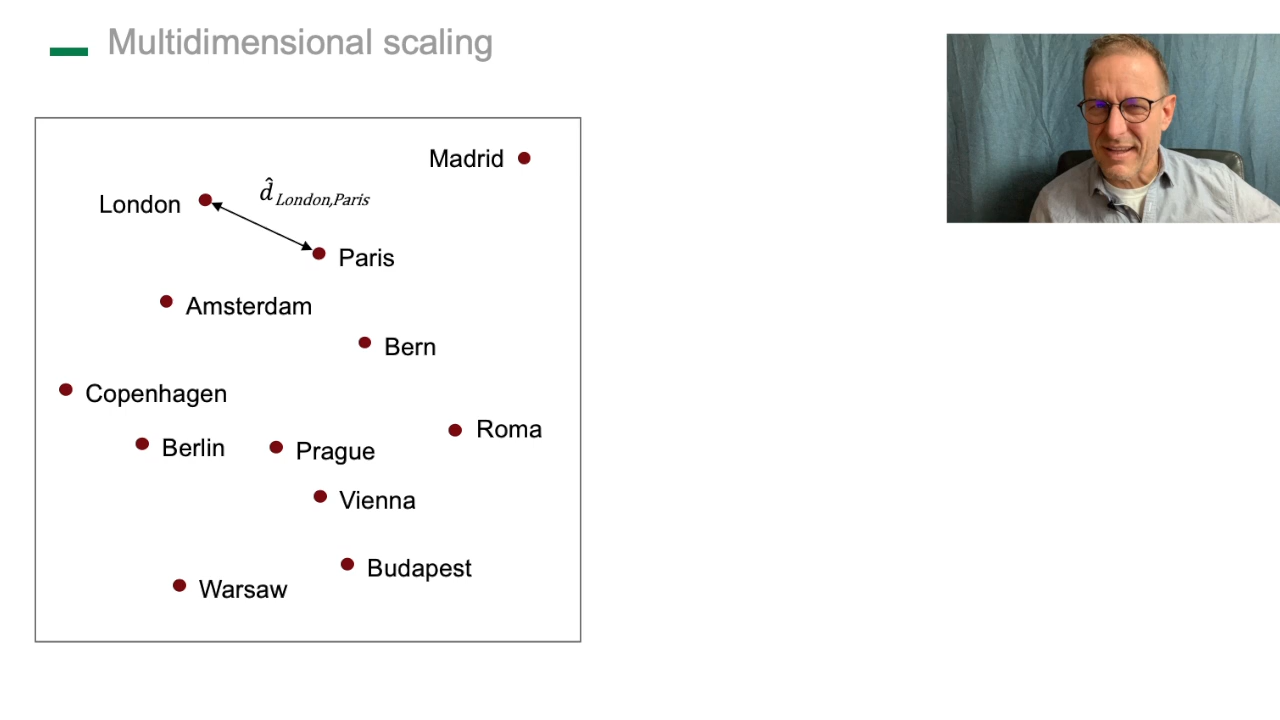 Multidimensional scaling
Madrid
London
d̂ London,Paris
Paris
Amsterdam
Bern
Copenhagen
Roma
Berlin
Prague
Vienna
Budapest
Warsaw